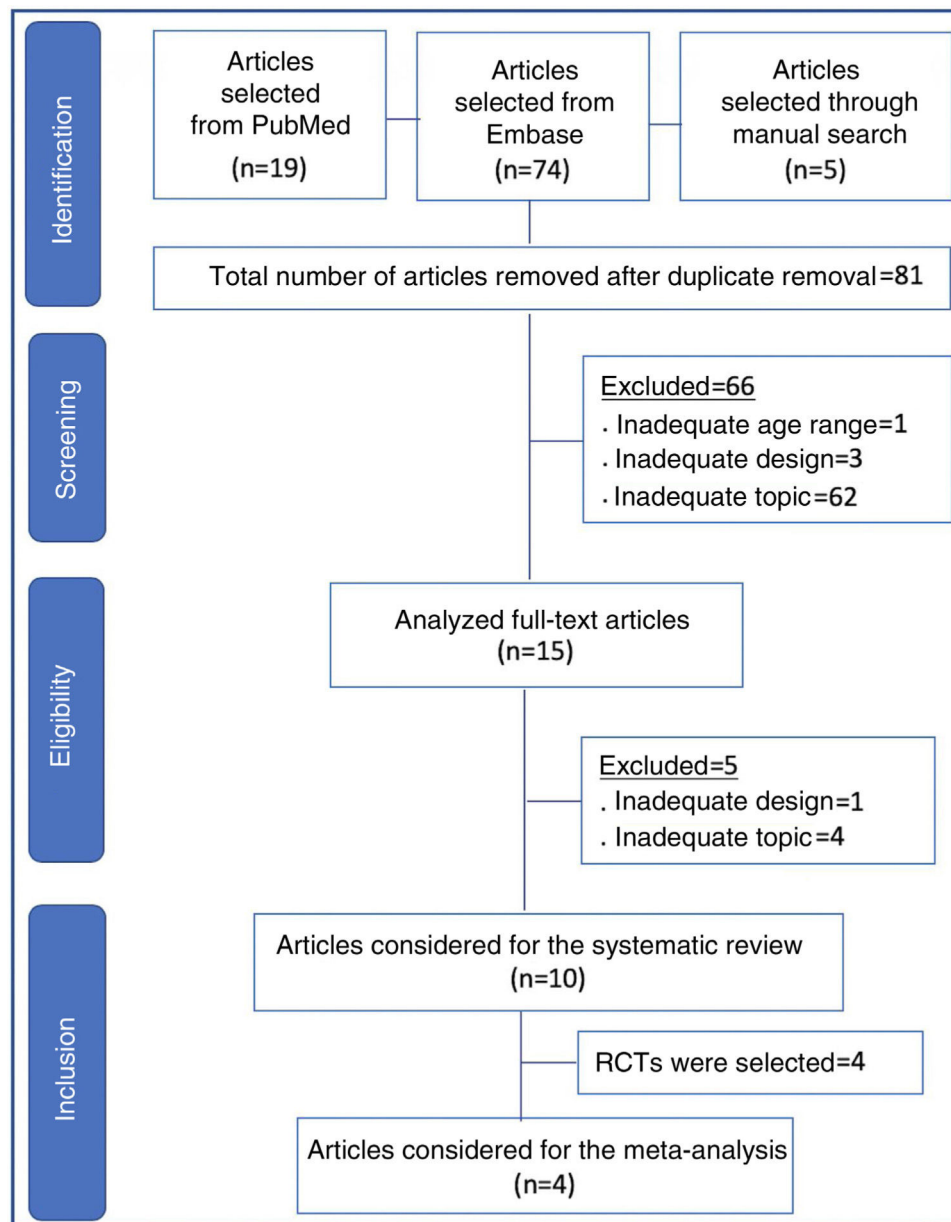 Identification
Articles
selected
from PubMed
(n=19)
Articles
selected from
Embase
(n=74)
Articles
selected through
manual search
(n=5)
Total number of articles removed after duplicate removal=81
Screening
Excluded=66
. Inadequate age range=1
. Inadequate design=3
. Inadequate topic=62
Eligibility
Analyzed full-text articles
(n=15)
Excluded=5
. Inadequate design=1
. Inadequate topic=4
Inclusion
Articles considered for the systematic review
(n=10)
RCTs were selected=4
Articles considered for the meta-analysis
(n=4)